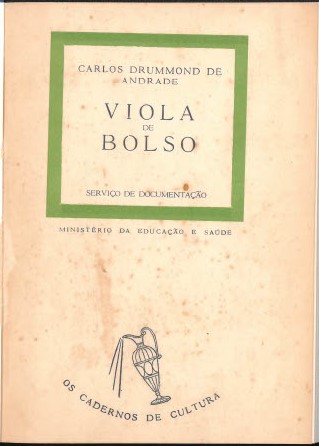 CARLOS DRUMMOND DE
ANDRADE
VIOLA
DE
BOLSO
SERVIÇO DE DOCUMENTAÇÃO
MINISTÉRIO DA EDUCAÇÃO E SAÚDE
OS CADERNOS DE CULTURA